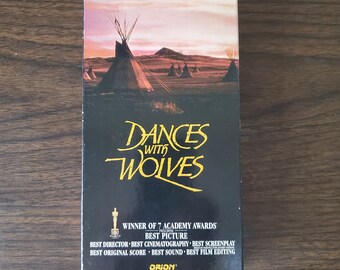 DANCES
WITH
WOLVES
WINNER OF 7 ACADEMY AWARDS
INCLUDING
BEST PICTURE
BEST DIRECTOR • BEST CINEMATOGRAPHY • BEST SCREENPLAY
BEST ORIGINAL SCORE • BEST SOUND • BEST FILM EDITING
ORION